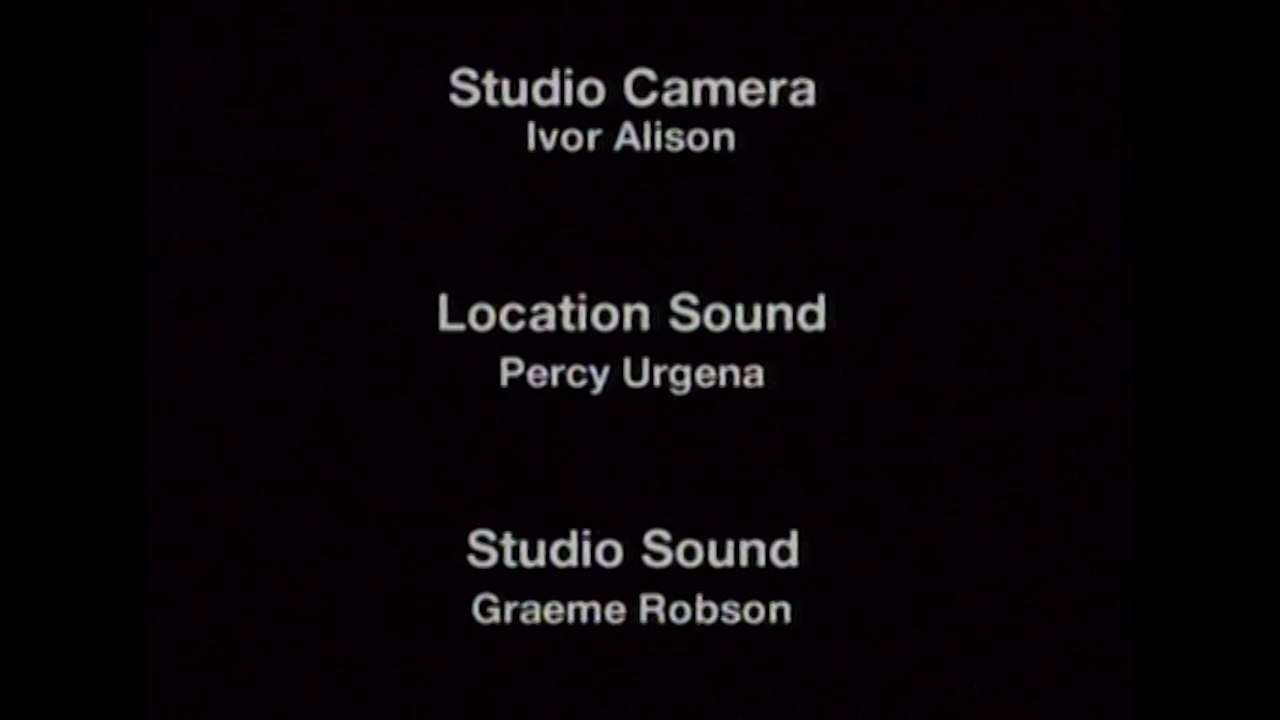 Studio Camera
Ivor Alison
Location Sound
Percy Urgena
Studio Sound
Graeme Robson